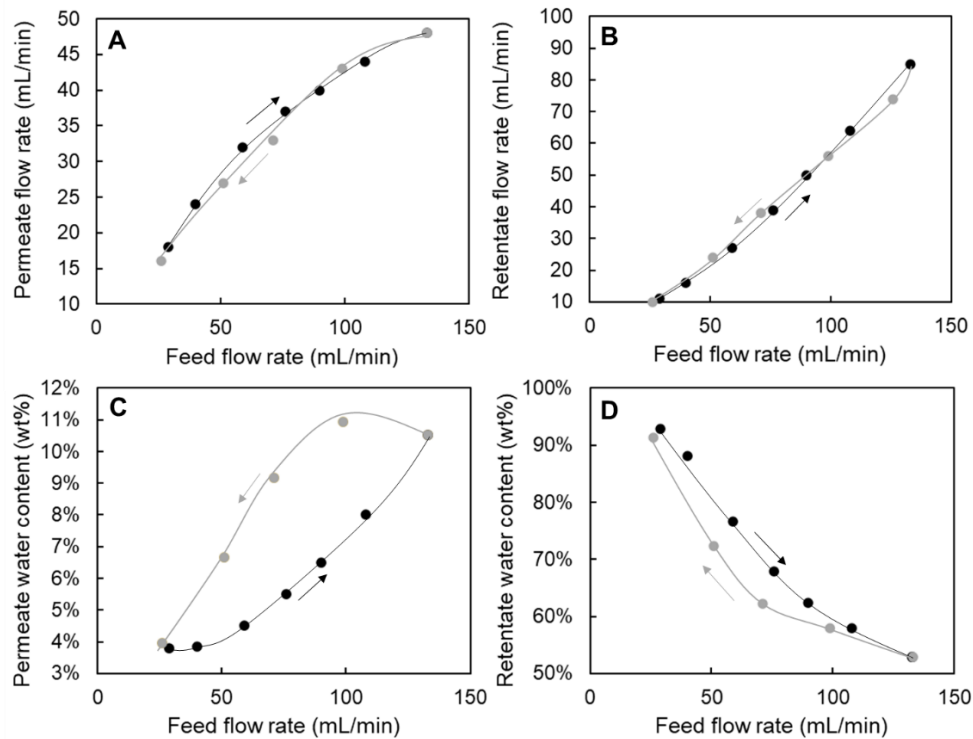 A
50
45
40
35
30
25
20
15
10
Permeate flow rate (mL/min)
0 50 100 150
Feed flow rate (mL/min)
B
100
90
80
70
60
50
40
30
20
10
Retentate flow rate (mL/min)
0 50 100 150
Feed flow rate (mL/min)
C
12%
11%
10%
9%
8%
7%
6%
5%
4%
3%
Permeate water content (wt%)
0 50 100 150
Feed flow rate (mL/min)
D
100%
90%
80%
70%
60%
50%
Retentate water content (wt%)
0 50 100 150
Feed flow rate (mL/min)